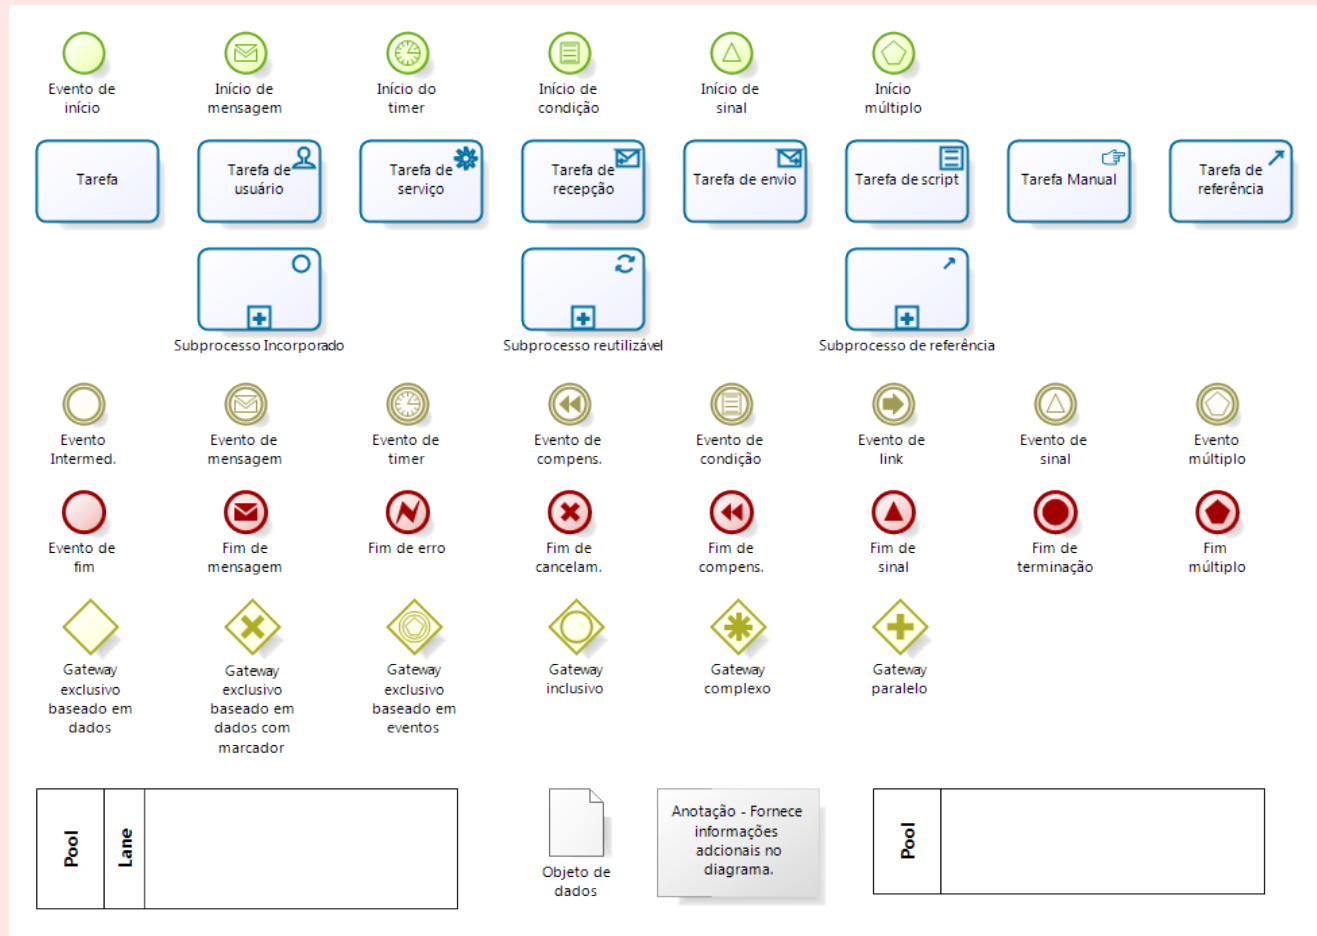 Evento de
início
Início de
mensagem
Início do
timer
Início de
condição
Início de
sinal
Início
múltiplo
Tarefa
Tarefa de
usuário
Tarefa de
serviço
Tarefa de
recepção
Tarefa de envio
Tarefa de script
Tarefa Manual
Tarefa de
referência
Subprocesso Incorporado
Subprocesso reutilizável
Subprocesso de referência
Evento
Intermed.
Evento de
mensagem
Evento de
timer
Evento de
compens.
Evento de
condição
Evento de
link
Evento de
sinal
Evento
múltiplo
Evento de
fim
Fim de
mensagem
Fim de erro
Fim de
cancelam.
Fim de
compens.
Fim de
sinal
Fim de
terminação
Fim
múltiplo
Gateway
exclusivo
baseado em
dados
Gateway
exclusivo
baseado em
dados com
marcador
Gateway
exclusivo
baseado em
eventos
Gateway
inclusivo
Gateway
complexo
Gateway
paralelo
Pool
Lane
Objeto de
dados
Anotação - Fornece
informações
adcionais no
diagrama.
Pool